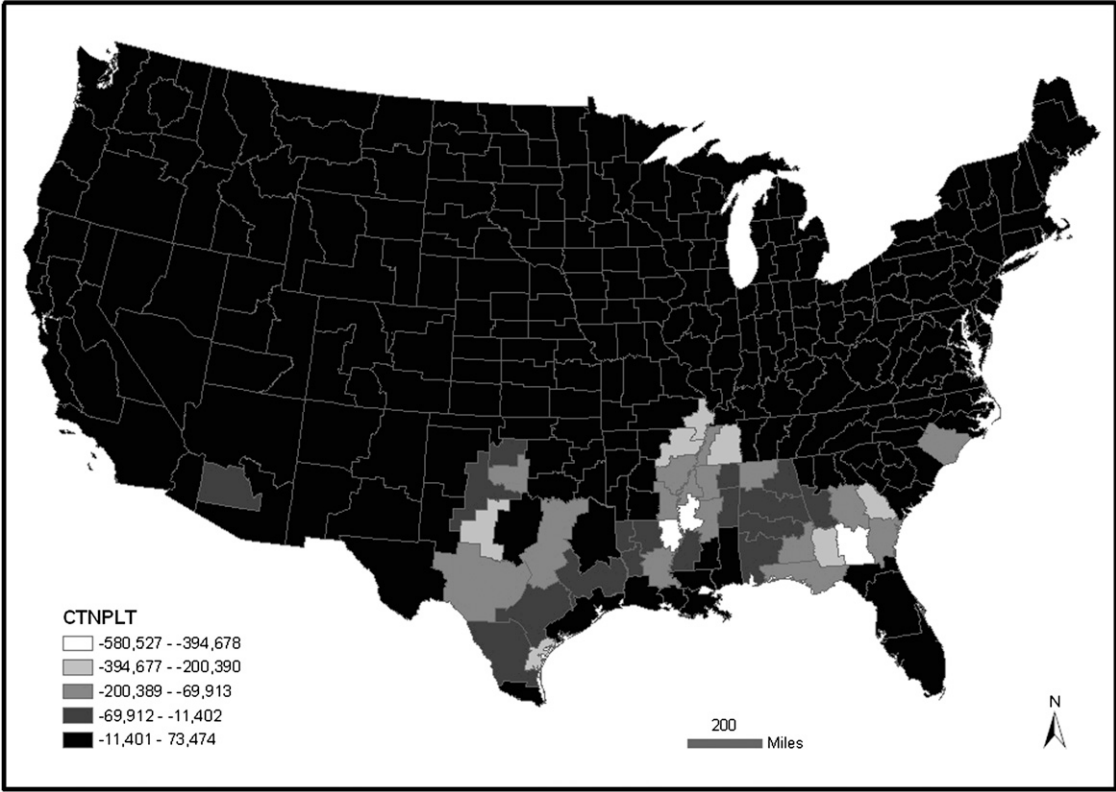 CTNPLT
-580,527 - -394,678
-394,677 - -200,390
-200,389 - -69,913
-69,912 - -11,402
-11,401 - 73,474
200
Miles
N